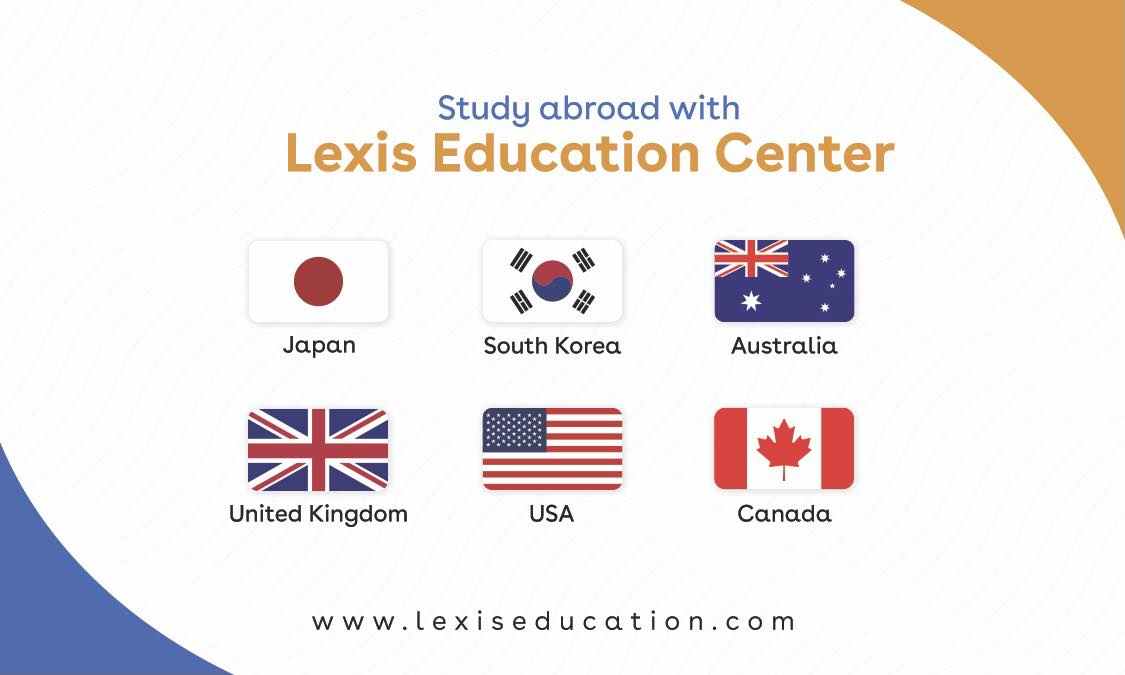 Study abroad with
Lexis Education Center
Japan
South Korea
Australia
United Kingdom
USA
Canada
www.lexiseducation.com